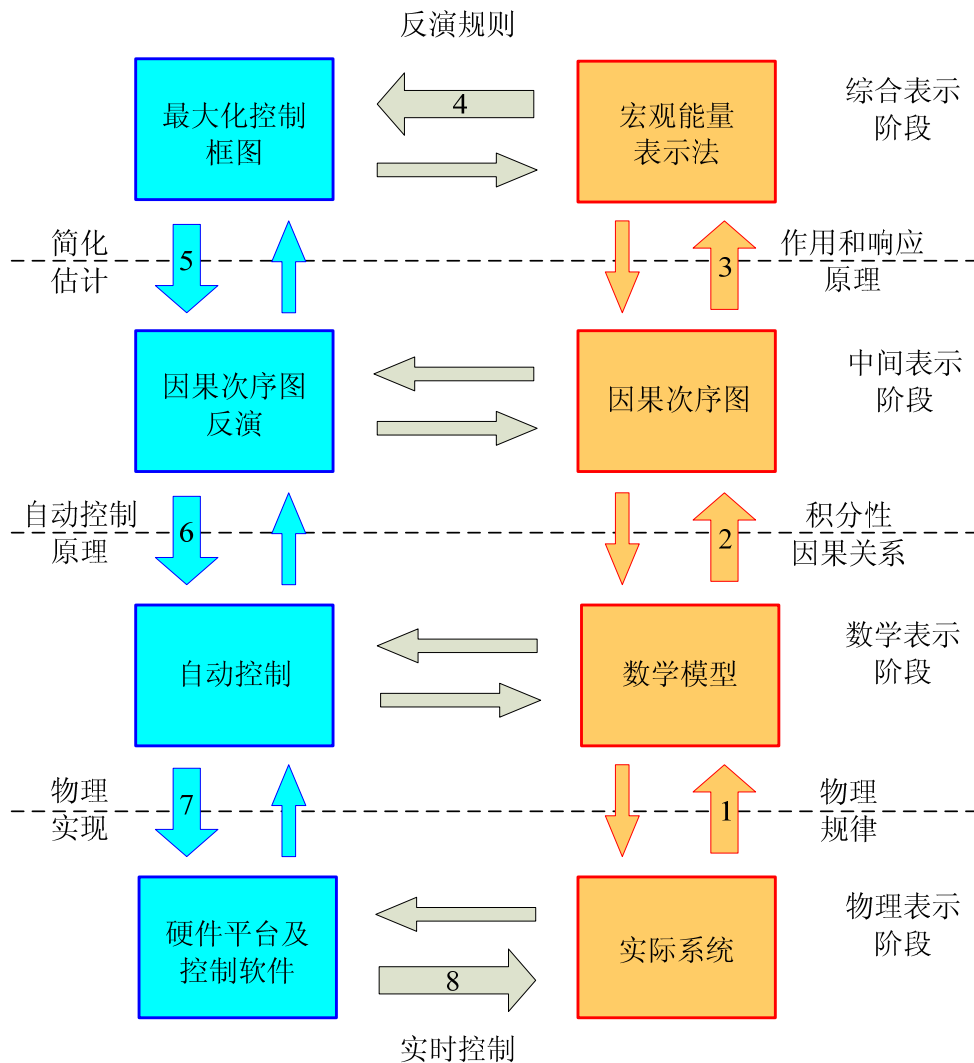 反演规则
最大化控制
框图
4
宏观能量
表示法
综合表示
阶段
简化
估计
5
3
作用和响应
原理
因果次序图
反演
因果次序图
中间表示
阶段
自动控制
原理
6
2
积分性
因果关系
自动控制
数学模型
数学表示
阶段
物理
实现
7
1
物理
规律
硬件平台及
控制软件
8
实际系统
物理表示
阶段
实时控制